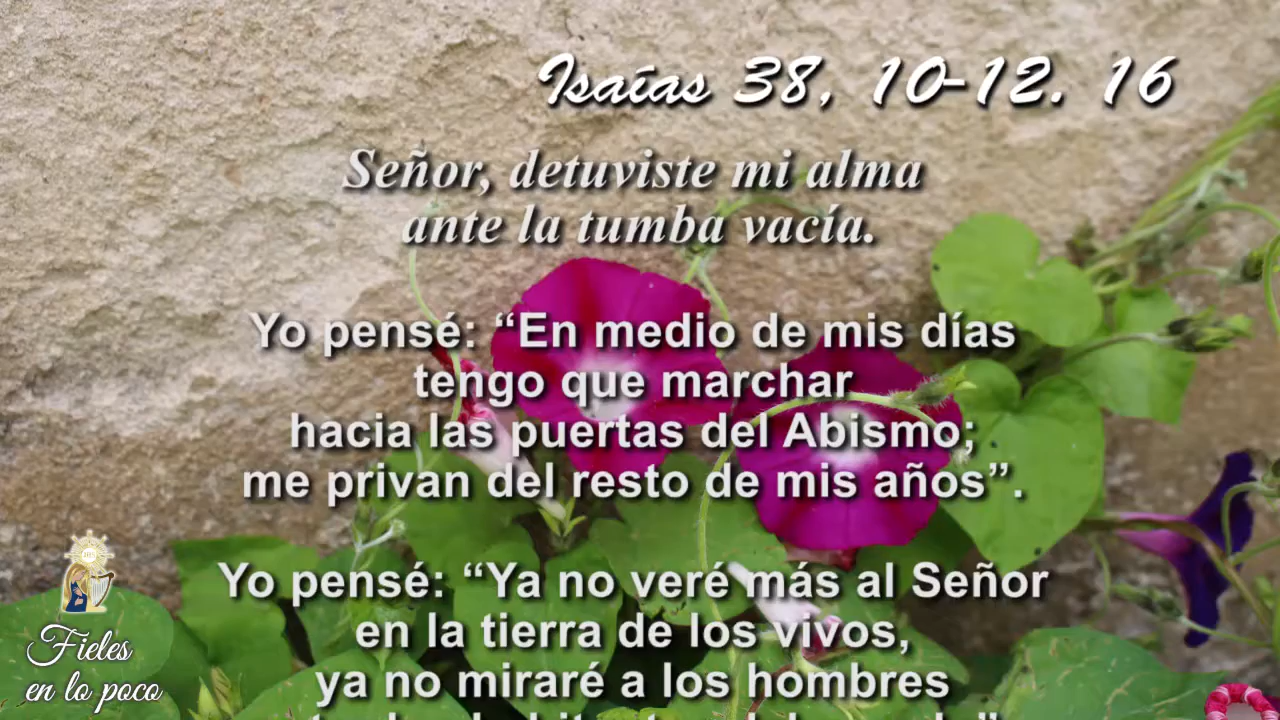 Isaías 38, 10-12. 16
Señor, detuviste mi alma
ante la tumba vacía.
Yo pensé: “En medio de mis días
tengo que marchar
hacia las puertas del Abismo;
me privan del resto de mis años”.
Yo pensé: “Ya no veré más al Señor
en la tierra de los vivos,
ya no miraré a los hombres
Fieles
en lo poco